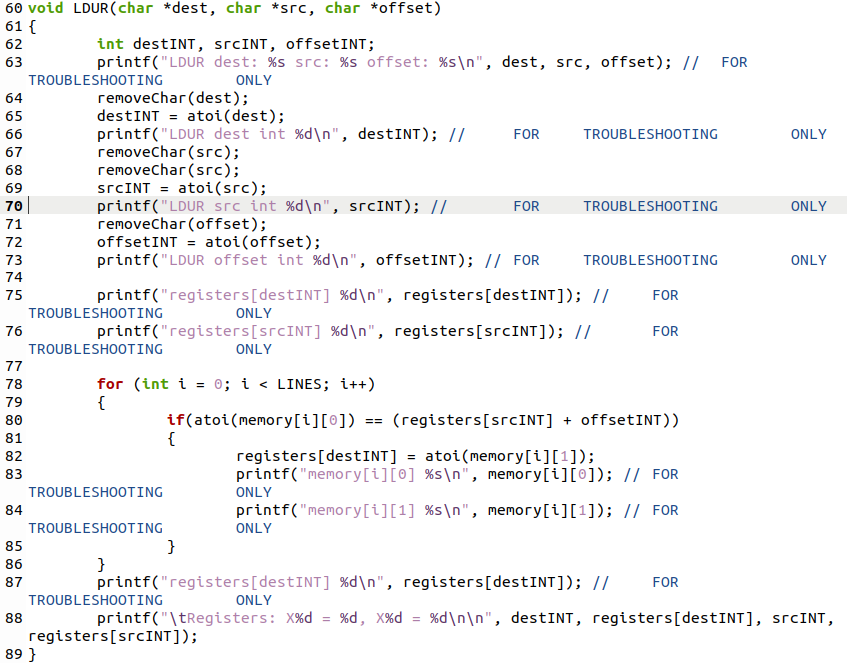 60 void LDUR(char *dest, char *src, char *offset)
61 {
62         int destINT, srcINT, offsetINT;
63         printf("LDUR dest: %s src: %s offset: %s\n", dest, src, offset); //   FOR
TROUBLESHOOTING         ONLY
64         removeChar(dest);
65         destINT = atoi(dest);
66         printf("LDUR dest int %d\n", destINT); //      FOR     TROUBLESHOOTING         ONLY
67         removeChar(src);
68         removeChar(src);
69         srcINT = atoi(src);
70         printf("LDUR src int %d\n", srcINT); //        FOR     TROUBLESHOOTING         ONLY
71         removeChar(offset);
72         offsetINT = atoi(offset);
73         printf("LDUR offset int %d\n", offsetINT); //  FOR     TROUBLESHOOTING         ONLY
74
75         printf("registers[destINT] %d\n", registers[destINT]); //      FOR
TROUBLESHOOTING         ONLY
76         printf("registers[srcINT] %d\n", registers[srcINT]); //        FOR
TROUBLESHOOTING         ONLY
77
78         for (int i = 0; i < LINES; i++)
79         {
80                 if(atoi(memory[i][0]) == (registers[srcINT] + offsetINT))
81                 {
82                         registers[destINT] = atoi(memory[i][1]);
83                         printf("memory[i][0] %s\n", memory[i][0]); //  FOR
TROUBLESHOOTING         ONLY
84                         printf("memory[i][1] %s\n", memory[i][1]); //  FOR
TROUBLESHOOTING         ONLY
85                 }
86         }
87         printf("registers[destINT] %d\n", registers[destINT]); //      FOR
TROUBLESHOOTING         ONLY
88         printf("\tRegisters: X%d = %d, X%d = %d\n\n", destINT, registers[destINT], srcINT,
registers[srcINT]);
89 }